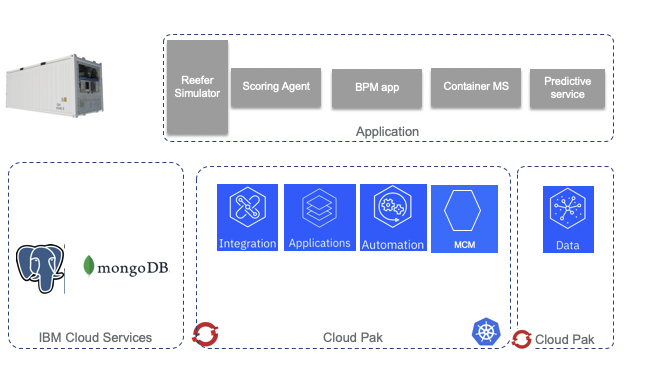 Reefer
Simulator
Scoring Agent
BPM app
Container MS
Predictive
service
Application
Integration
Applications
Automation
MCM
Data
mongoDB
IBM Cloud Services
Cloud Pak
Cloud Pak